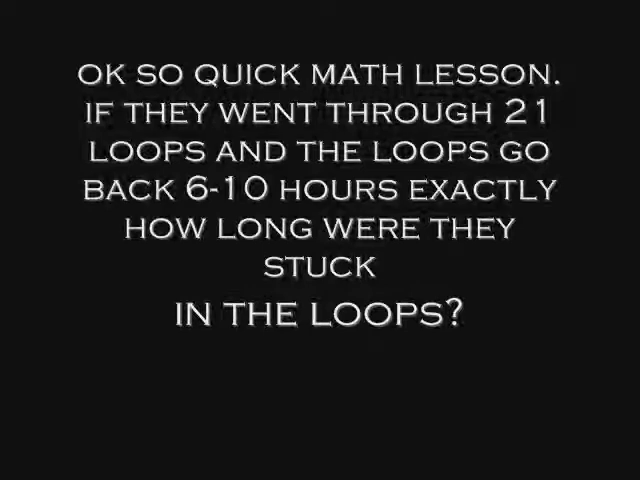 OK SO QUICK MATH LESSON.
IF THEY WENT THROUGH 21
LOOPS AND THE LOOPS GO
BACK 6-10 HOURS EXACTLY
HOW LONG WERE THEY
STUCK
IN THE LOOPS?